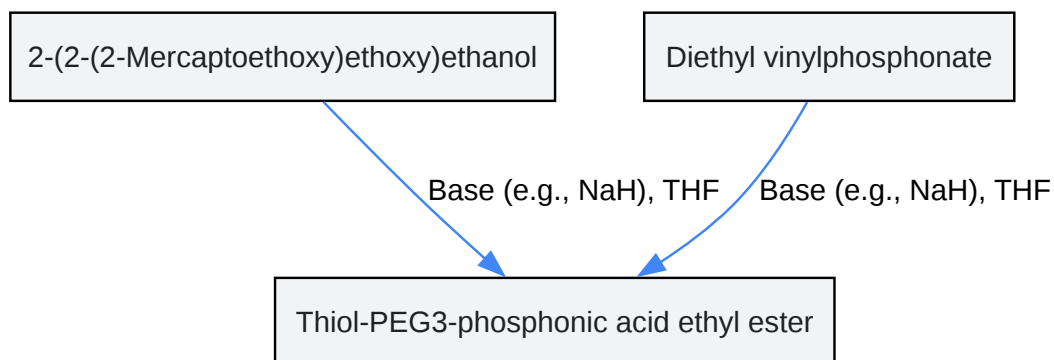 2-(2-(2-Mercaptoethoxy)ethoxy)ethanol
Diethyl vinylphosphonate
Base (e.g., NaH), THF
Base (e.g., NaH), THF
Thiol-PEG3-phosphonic acid ethyl ester